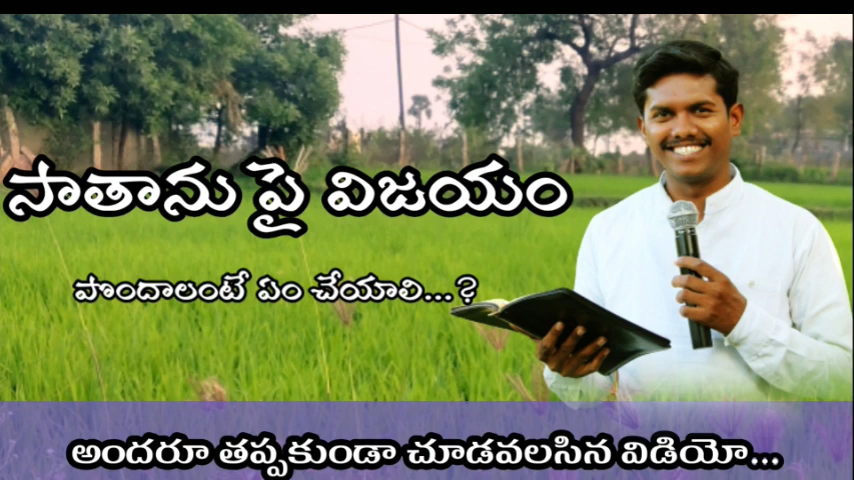 సాతాను పై విజయం
పొందాలంటే ఏం చేయాలి...?
అందరూ తప్పకుండా చూడవలసిన విడియో...